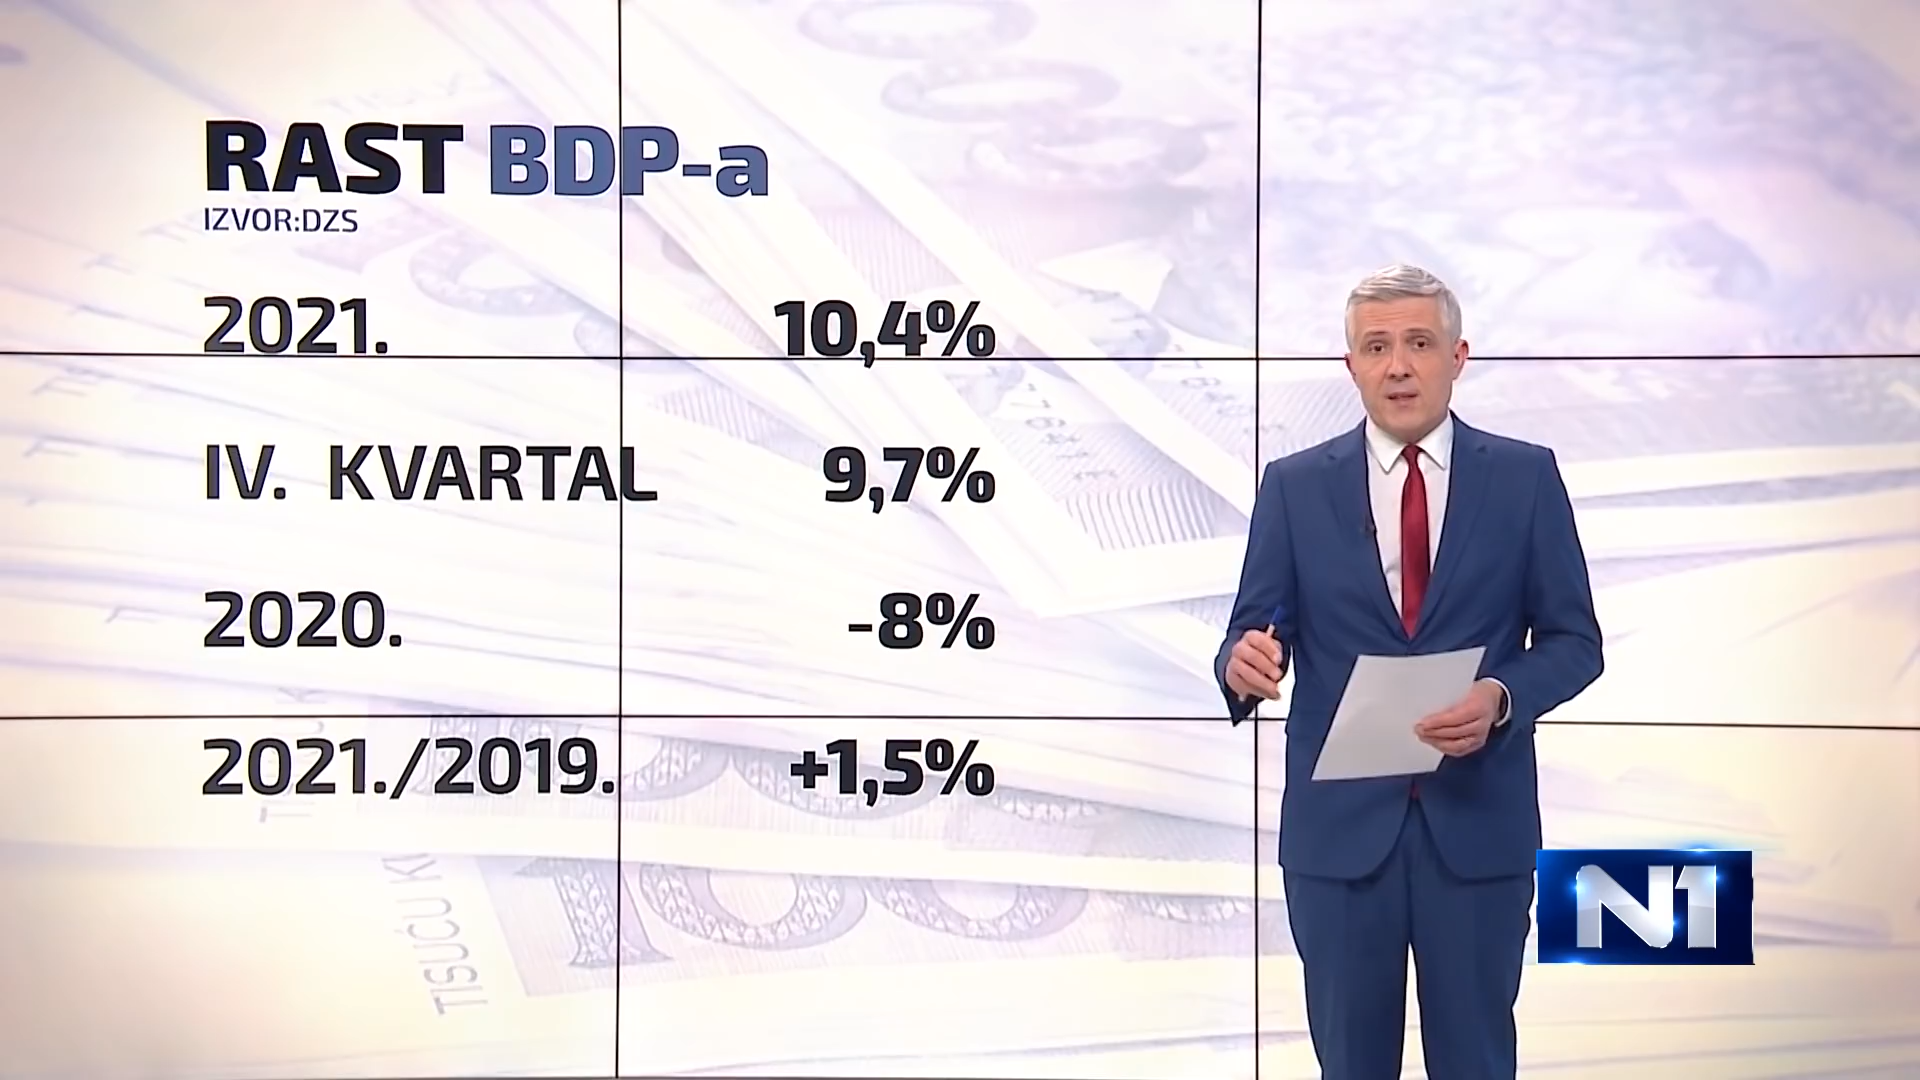 RAST BDP-a
IZVOR:DZS
2021. 10,4%
IV. KVARTAL 9,7%
2020. -8%
2021./2019. +1,5%
N1